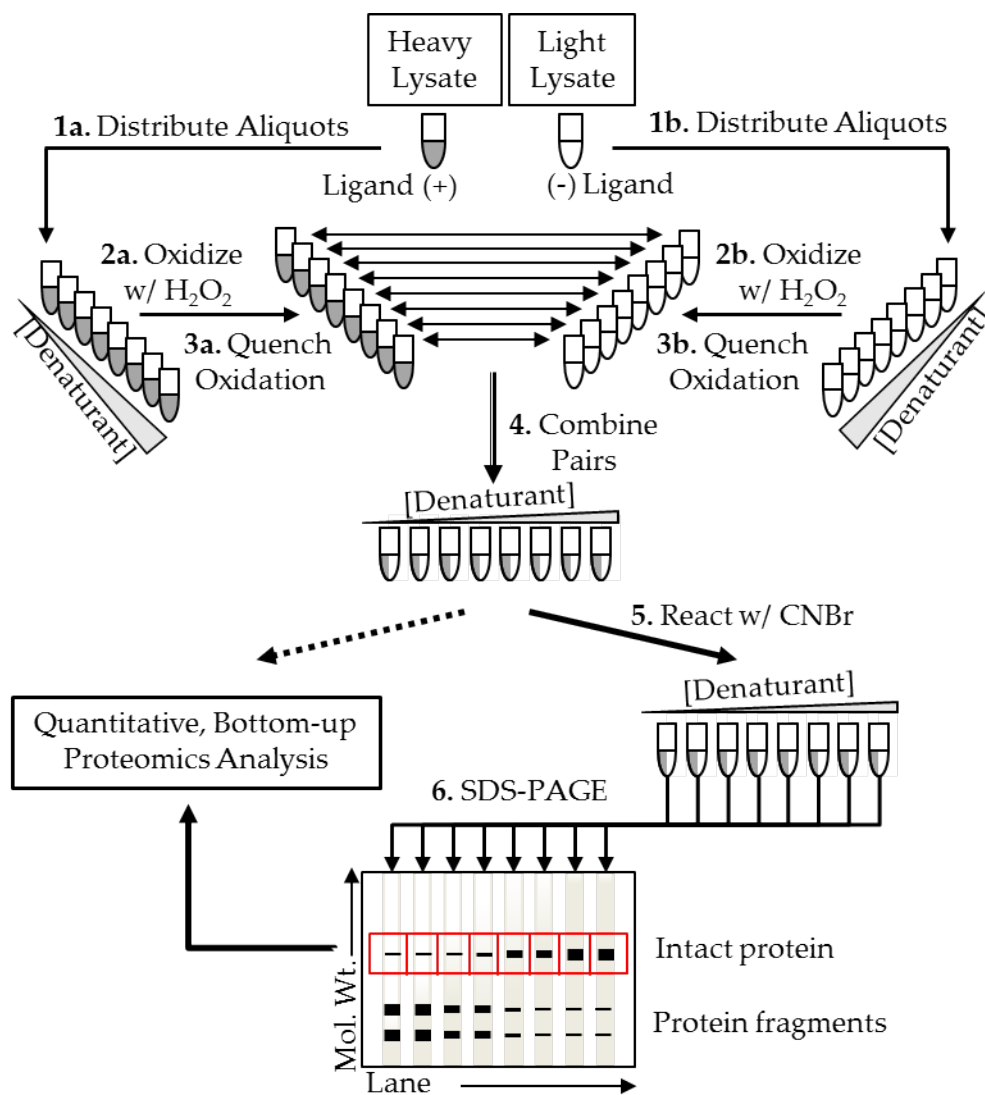 Heavy
Lysate
Light
Lysate
1a. Distribute Aliquots
1b. Distribute Aliquots
Ligand (+)
(-) Ligand
2a. Oxidize
w/ H₂O₂
3a. Quench
Oxidation
[Denaturant]
2b. Oxidize
w/ H₂O₂
3b. Quench
Oxidation
[Denaturant]
4. Combine
Pairs
[Denaturant]
5. React w/ CNBr
[Denaturant]
Quantitative, Bottom-up
Proteomics Analysis
6. SDS-PAGE
Mol. Wt.
Intact protein
Protein fragments
Lane